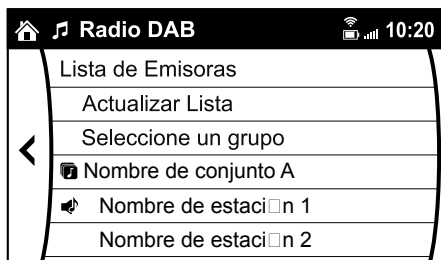 Radio DAB 10:20
Lista de Emisoras
Actualizar Lista
Seleccione un grupo
Nombre de conjunto A
Nombre de estaci□n 1
Nombre de estaci□n 2